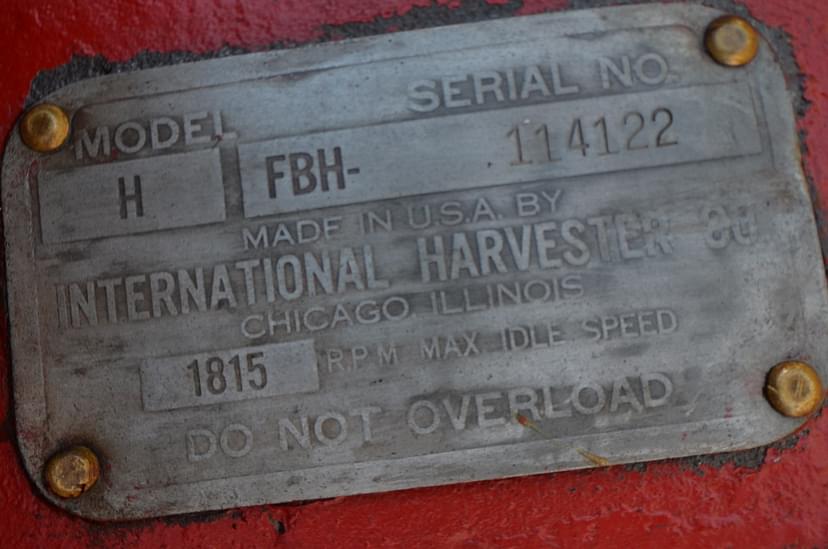 MODEL SERIAL NO.
H FBH- 114122
MADE IN U.S.A. BY
INTERNATIONAL HARVESTER CO
CHICAGO, ILLINOIS
1815 R.P.M MAX IDLE SPEED
DO NOT OVERLOAD